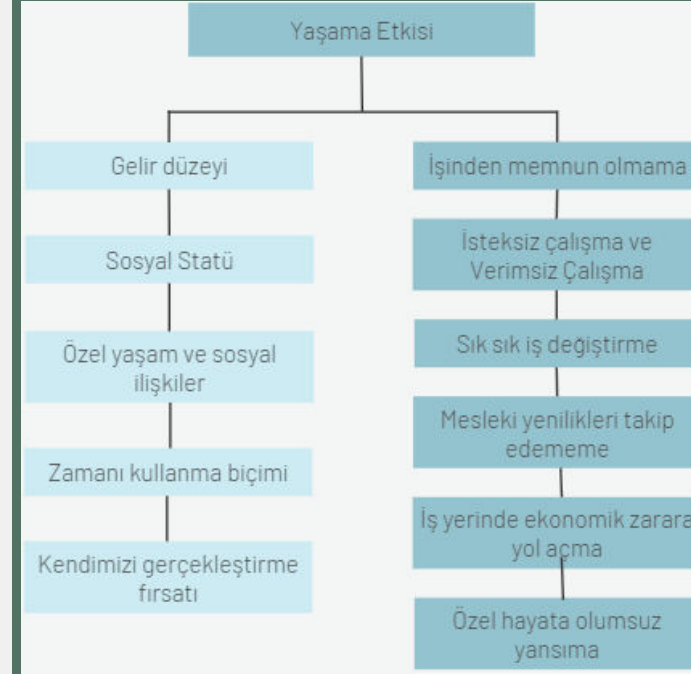 Yaşama Etkisi
Gelir düzeyi
Sosyal Statü
Özel yaşam ve sosyal
ilişkiler
Zamanı kullanma biçimi
Kendimizi gerçekleştirme
fırsatı
İşinden memnun olmama
İsteksiz çalışma ve
Verimsiz Çalışma
Sık sık iş değiştirme
Mesleki yenilikleri takip
edememe
İş yerinde ekonomik zarara
yol açma
Özel hayata olumsuz
yansıma